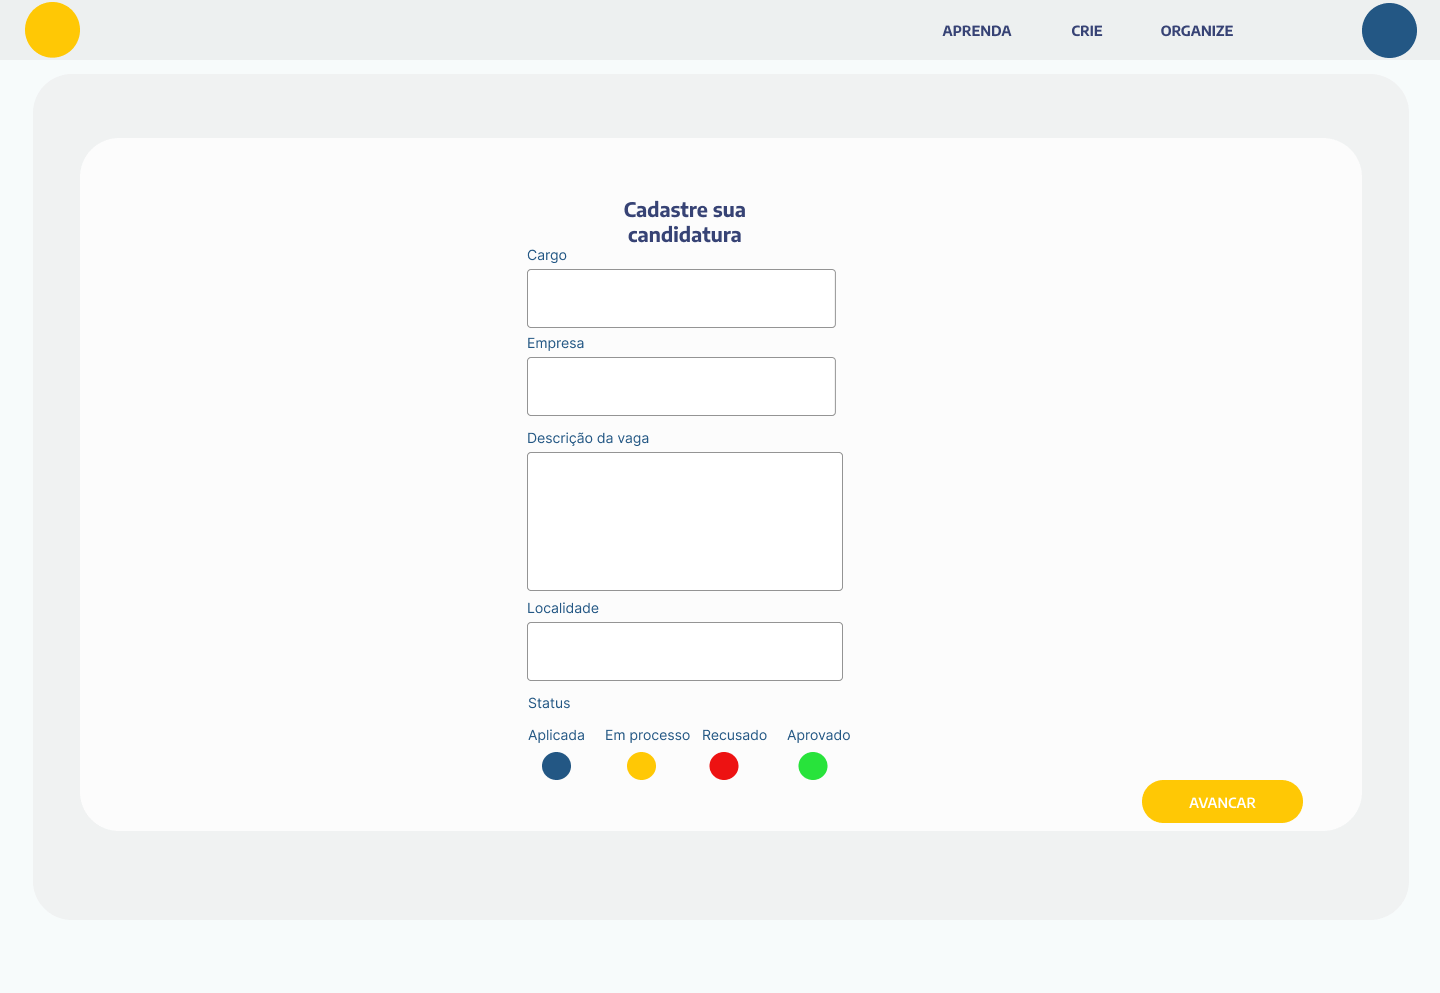 APRENDA CRIE ORGANIZE
Cadastre sua
candidatura
Cargo
Empresa
Descrição da vaga
Localidade
Status
Aplicada Em processo Recusado Aprovado
AVANCAR